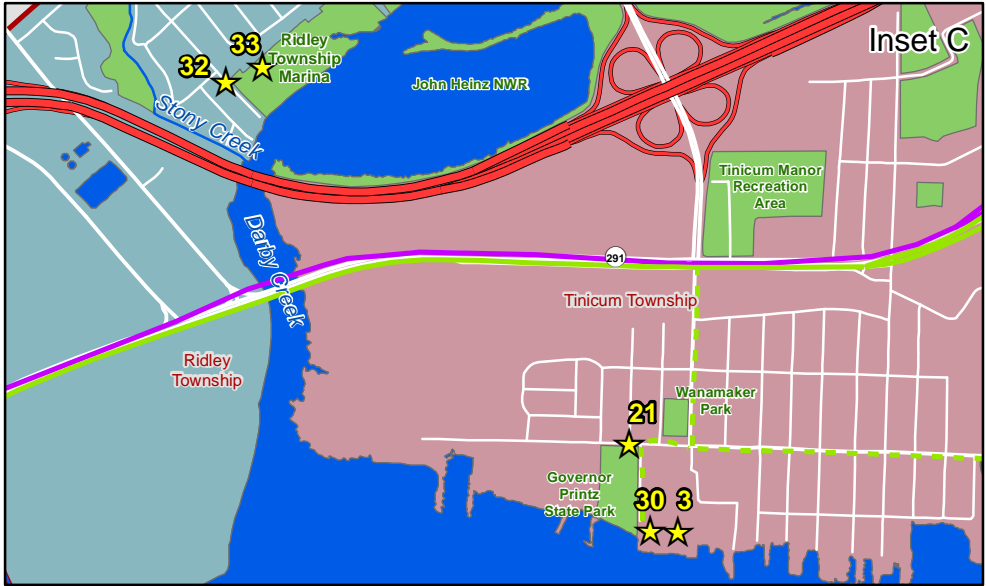 Inset C
33
Ridley
Township
Marina
32
John Heinz NWR
Stony Creek
Tinicum Manor
Recreation
Area
Darby Creek
291
Tinicum Township
Ridley
Township
Wanamaker
Park
21
Governor
Printz
State Park
30
3